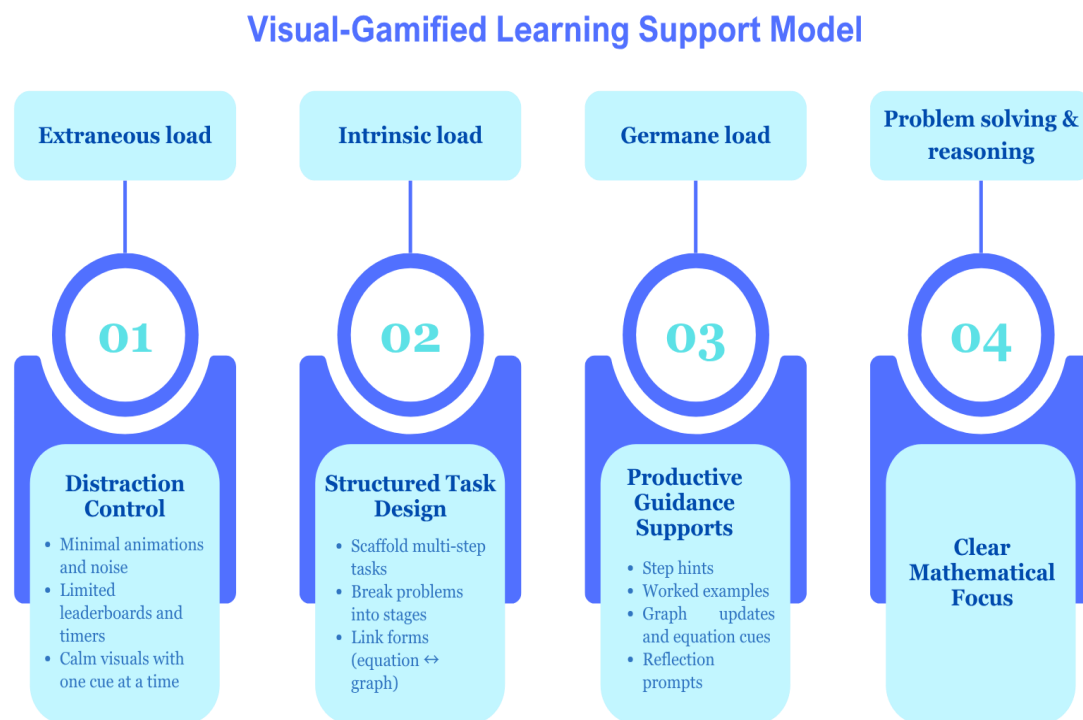 Visual-Gamified Learning Support Model
Extraneous load
01
Distraction
Control
• Minimal animations
and noise
• Limited
leaderboards and
timers
• Calm visuals with
one cue at a time
Intrinsic load
02
Structured Task
Design
• Scaffold multi-step
tasks
• Break problems
into stages
• Link forms
(equation ↔
graph)
Germane load
03
Productive
Guidance
Supports
• Step hints
• Worked examples
• Graph updates
and equation cues
• Reflection
prompts
Problem solving &
reasoning
04
Clear
Mathematical
Focus